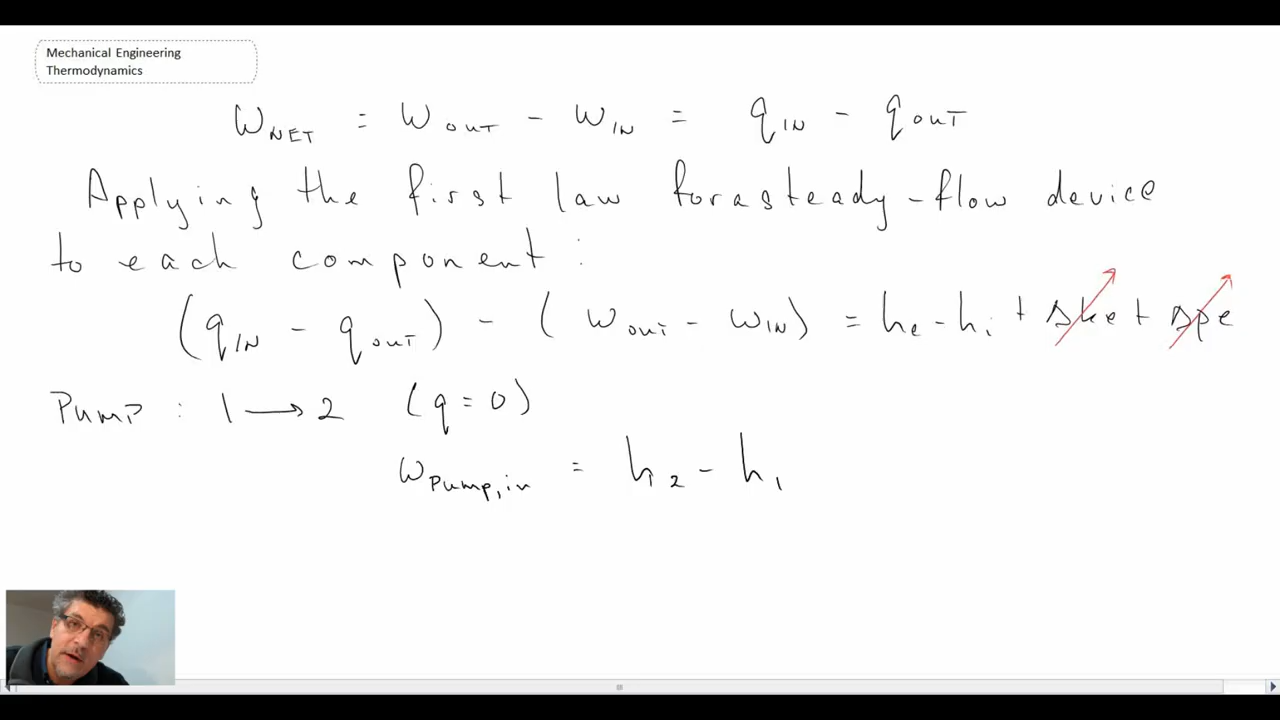 Mechanical Engineering
Thermodynamics
W_NET = W_OUT - W_IN = q_IN - q_OUT
Applying the first law for a steady-flow device
to each component :
(q_IN - q_OUT) - (W_OUT - W_IN) = h_e - h_i + Δke + Δpe
Pump : 1 → 2 (q = 0)
W_Pump,in = h_2 - h_1